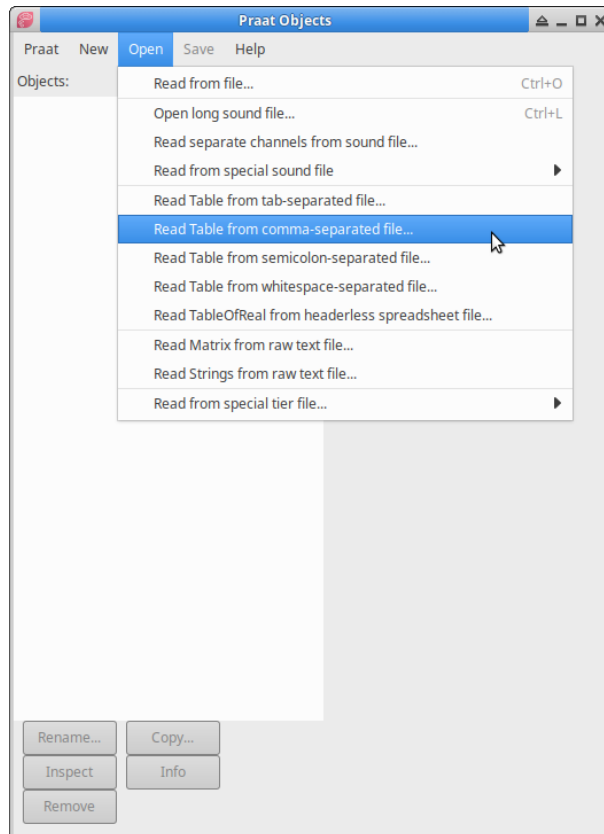 Praat Objects
Praat New Open Save Help
Objects:
Read from file... Ctrl+O
Open long sound file... Ctrl+L
Read separate channels from sound file...
Read from special sound file
Read Table from tab-separated file...
Read Table from comma-separated file...
Read Table from semicolon-separated file...
Read Table from whitespace-separated file...
Read TableOfReal from headerless spreadsheet file...
Read Matrix from raw text file...
Read Strings from raw text file...
Read from special tier file...
Rename... Copy...
Inspect Info
Remove